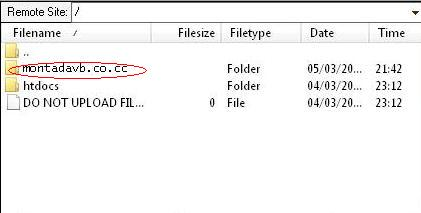 Remote Site: /
Filename / Filesize Filetype Date Time
..
montadavb.co.cc Folder 05/03/20... 21:42
htdocs Folder 04/03/20... 23:12
DO NOT UPLOAD FIL... 0 File 04/03/20... 23:12